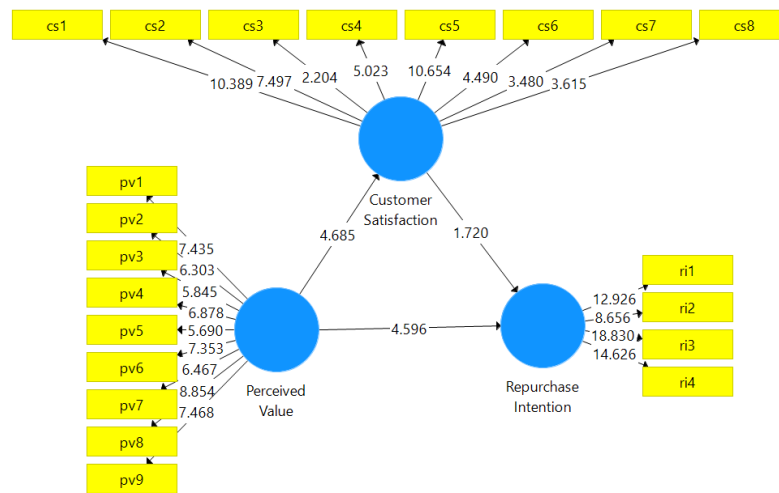 cs1 cs2 cs3 cs4 cs5 cs6 cs7 cs8
10.389 7.497 2.204 5.023 10.654 4.490 3.480 3.615
Customer
Satisfaction
pv1
pv2
pv3
pv4
pv5
pv6
pv7
pv8
pv9
7.435
6.303
5.845
6.878
5.690
7.353
6.467
8.854
7.468
4.685
1.720
4.596
Perceived
Value
Repurchase
Intention
12.926
8.656
18.830
14.626
ri1
ri2
ri3
ri4